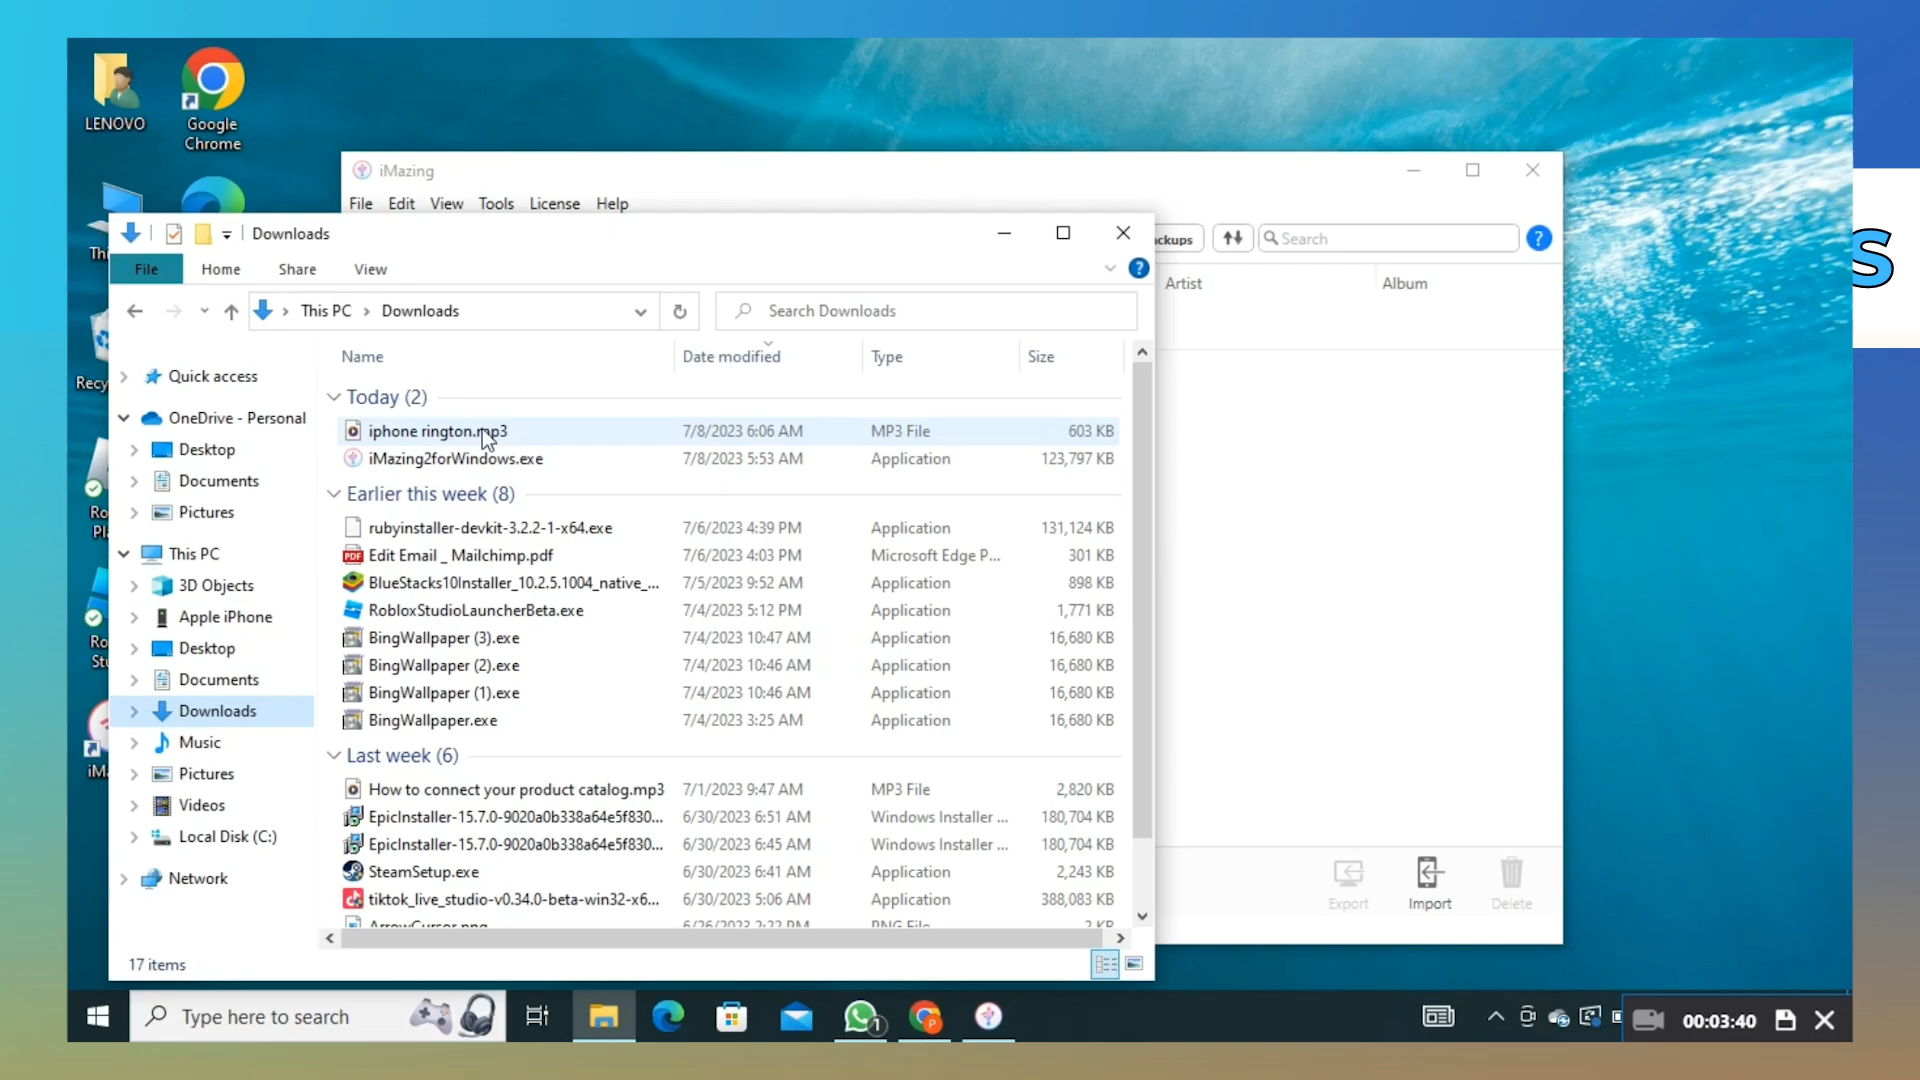 LENOVO
Google
Chrome
iMazing
File Edit View Tools License Help
ckups
Search
?
Artist
Album
S
Downloads
File
Home
Share
View
?
This PC > Downloads
Search Downloads
Name
Date modified
Type
Size
Thi
Recy
Ro
Pl
Ro
Stu
iMa
Quick access
OneDrive - Personal
Desktop
Documents
Pictures
This PC
3D Objects
Apple iPhone
Desktop
Documents
Downloads
Music
Pictures
Videos
Local Disk (C:)
Network
Today (2)
iphone rington.mp3 7/8/2023 6:06 AM MP3 File 603 KB
iMazing2forWindows.exe 7/8/2023 5:53 AM Application 123,797 KB
Earlier this week (8)
rubyinstaller-devkit-3.2.2-1-x64.exe 7/6/2023 4:39 PM Application 131,124 KB
Edit Email _ Mailchimp.pdf 7/6/2023 4:03 PM Microsoft Edge P... 301 KB
BlueStacks10Installer_10.2.5.1004_native_... 7/5/2023 9:52 AM Application 898 KB
RobloxStudioLauncherBeta.exe 7/4/2023 5:12 PM Application 1,771 KB
BingWallpaper (3).exe 7/4/2023 10:47 AM Application 16,680 KB
BingWallpaper (2).exe 7/4/2023 10:46 AM Application 16,680 KB
BingWallpaper (1).exe 7/4/2023 10:46 AM Application 16,680 KB
BingWallpaper.exe 7/4/2023 3:25 AM Application 16,680 KB
Last week (6)
How to connect your product catalog.mp3 7/1/2023 9:47 AM MP3 File 2,820 KB
EpicInstaller-15.7.0-9020a0b338a64e5f830... 6/30/2023 6:51 AM Windows Installer ... 180,704 KB
EpicInstaller-15.7.0-9020a0b338a64e5f830... 6/30/2023 6:45 AM Windows Installer ... 180,704 KB
SteamSetup.exe 6/30/2023 6:41 AM Application 2,243 KB
tiktok_live_studio-v0.34.0-beta-win32-x6... 6/30/2023 5:06 AM Application 388,083 KB
ArrowCursor.png 6/26/2023 2:22 PM PNG File 2 KB
17 items
Export
Import
Delete
Type here to search
1
P
00:03:40